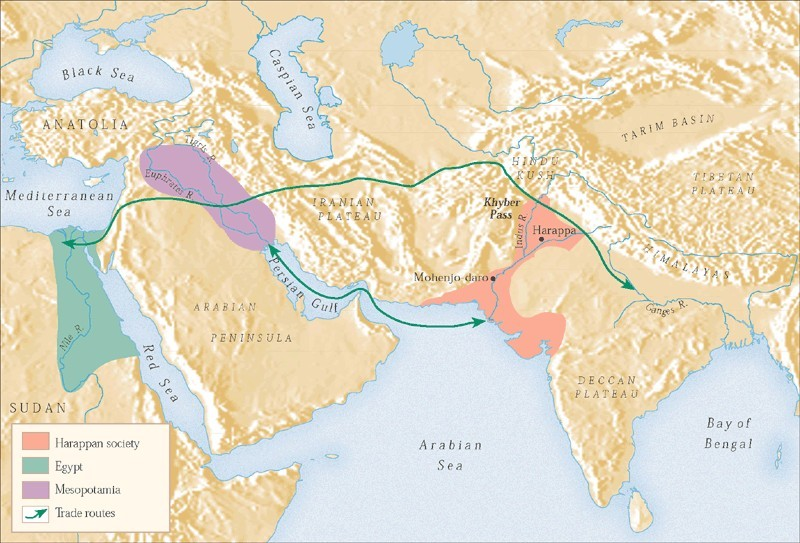 Black Sea
Caspian Sea
ANATOLIA
TARIM BASIN
Tigris R.
HINDU
KUSH
TIBETAN
PLATEAU
Euphrates R.
Mediterranean
Sea
IRANIAN
PLATEAU
Khyber
Pass
Indus R.
Harappa
HIMALAYAS
Mohenjo-daro
Persian Gulf
ARABIAN
PENINSULA
Ganges R.
Nile R.
Red Sea
DECCAN
PLATEAU
SUDAN
Arabian
Sea
Bay of
Bengal
Harappan society
Egypt
Mesopotamia
Trade routes